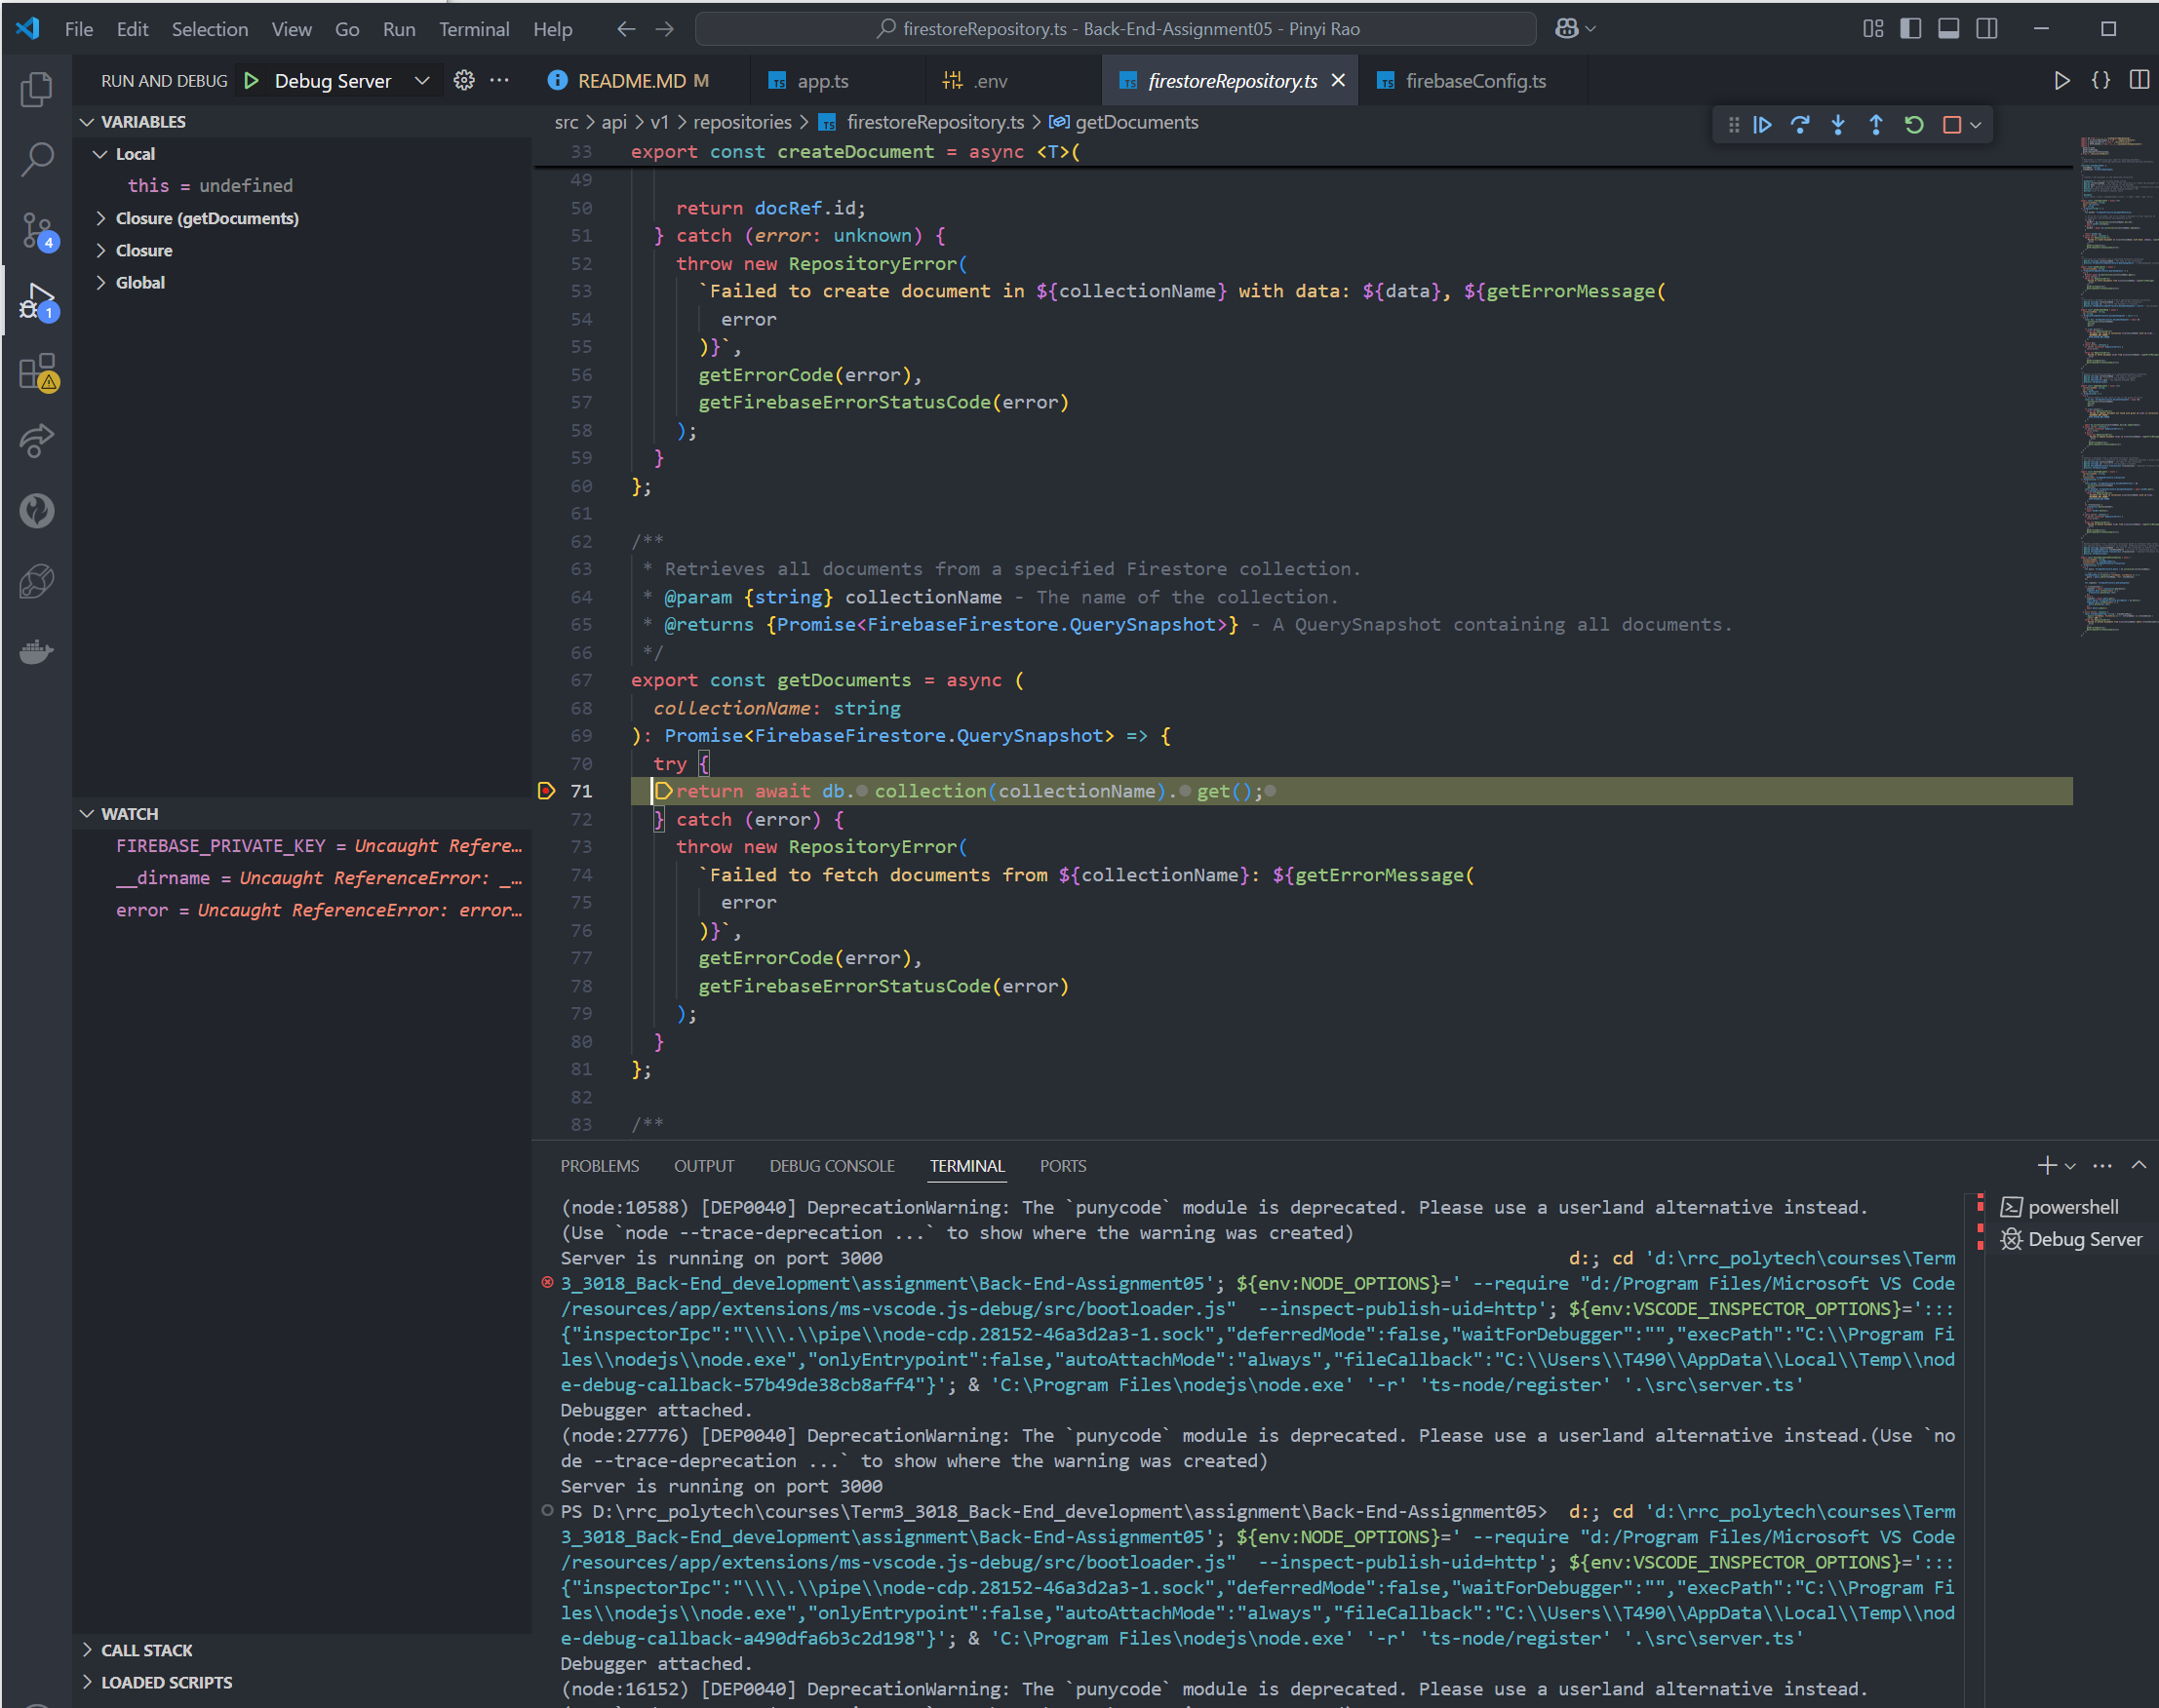 File Edit Selection View Go Run Terminal Help
firestoreRepository.ts - Back-End-Assignment05 - Pinyi Rao
RUN AND DEBUG Debug Server
README.MD M
app.ts
.env
firestoreRepository.ts
firebaseConfig.ts
src > api > v1 > repositories > firestoreRepository.ts > getDocuments
VARIABLES
Local
this = undefined
Closure (getDocuments)
Closure
Global
4
1
WATCH
FIREBASE_PRIVATE_KEY = Uncaught Refere…
__dirname = Uncaught ReferenceError: _…
error = Uncaught ReferenceError: error…
CALL STACK
LOADED SCRIPTS
33 export const createDocument = async <T>(
49
50 return docRef.id;
51 } catch (error: unknown) {
52 throw new RepositoryError(
53 `Failed to create document in ${collectionName} with data: ${data}, ${getErrorMessage(
54 error
55 )}`,
56 getErrorCode(error),
57 getFirebaseErrorStatusCode(error)
58 );
59 }
60 };
61
62 /**
63 * Retrieves all documents from a specified Firestore collection.
64 * @param {string} collectionName - The name of the collection.
65 * @returns {Promise<FirebaseFirestore.QuerySnapshot>} - A QuerySnapshot containing all documents.
66 */
67 export const getDocuments = async (
68 collectionName: string
69 ): Promise<FirebaseFirestore.QuerySnapshot> => {
70 try {
71 return await db.collection(collectionName).get();
72 } catch (error) {
73 throw new RepositoryError(
74 `Failed to fetch documents from ${collectionName}: ${getErrorMessage(
75 error
76 )}`,
77 getErrorCode(error),
78 getFirebaseErrorStatusCode(error)
79 );
80 }
81 };
82
83 /**
PROBLEMS OUTPUT DEBUG CONSOLE TERMINAL PORTS
(node:10588) [DEP0040] DeprecationWarning: The `punycode` module is deprecated. Please use a userland alternative instead.
(Use `node --trace-deprecation ...` to show where the warning was created)
Server is running on port 3000 d:; cd 'd:\rrc_polytech\courses\Term
3_3018_Back-End_development\assignment\Back-End-Assignment05'; ${env:NODE_OPTIONS}=' --require "d:/Program Files/Microsoft VS Code
/resources/app/extensions/ms-vscode.js-debug/src/bootloader.js" --inspect-publish-uid=http'; ${env:VSCODE_INSPECTOR_OPTIONS}=':::
{"inspectorIpc":"\\\\.\\pipe\\node-cdp.28152-46a3d2a3-1.sock","deferredMode":false,"waitForDebugger":"","execPath":"C:\\Program Fi
les\\nodejs\\node.exe","onlyEntrypoint":false,"autoAttachMode":"always","fileCallback":"C:\\Users\\T490\\AppData\\Local\\Temp\\nod
e-debug-callback-57b49de38cb8aff4"}'; & 'C:\Program Files\nodejs\node.exe' '-r' 'ts-node/register' '.\src\server.ts'
Debugger attached.
(node:27776) [DEP0040] DeprecationWarning: The `punycode` module is deprecated. Please use a userland alternative instead.(Use `no
de --trace-deprecation ...` to show where the warning was created)
Server is running on port 3000
PS D:\rrc_polytech\courses\Term3_3018_Back-End_development\assignment\Back-End-Assignment05> d:; cd 'd:\rrc_polytech\courses\Term
3_3018_Back-End_development\assignment\Back-End-Assignment05'; ${env:NODE_OPTIONS}=' --require "d:/Program Files/Microsoft VS Code
/resources/app/extensions/ms-vscode.js-debug/src/bootloader.js" --inspect-publish-uid=http'; ${env:VSCODE_INSPECTOR_OPTIONS}=':::
{"inspectorIpc":"\\\\.\\pipe\\node-cdp.28152-46a3d2a3-1.sock","deferredMode":false,"waitForDebugger":"","execPath":"C:\\Program Fi
les\\nodejs\\node.exe","onlyEntrypoint":false,"autoAttachMode":"always","fileCallback":"C:\\Users\\T490\\AppData\\Local\\Temp\\nod
e-debug-callback-a490dfa6b3c2d198"}'; & 'C:\Program Files\nodejs\node.exe' '-r' 'ts-node/register' '.\src\server.ts'
Debugger attached.
(node:16152) [DEP0040] DeprecationWarning: The `punycode` module is deprecated. Please use a userland alternative instead.
powershell
Debug Server